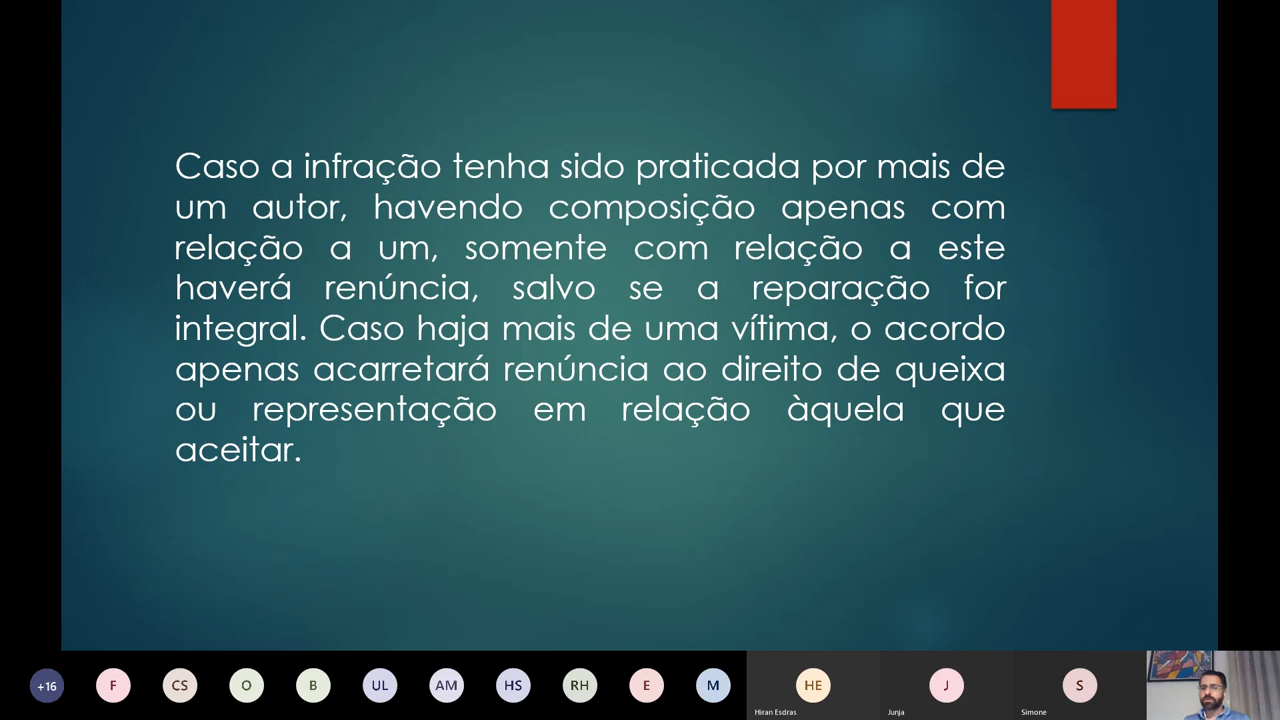 Caso a infração tenha sido praticada por mais de
um autor, havendo composição apenas com
relação a um, somente com relação a este
haverá renúncia, salvo se a reparação for
integral. Caso haja mais de uma vítima, o acordo
apenas acarretará renúncia ao direito de queixa
ou representação em relação àquela que
aceitar.
+16 F CS O B UL AM HS RH E M HE J S
Hiran Esdras Junja Simone